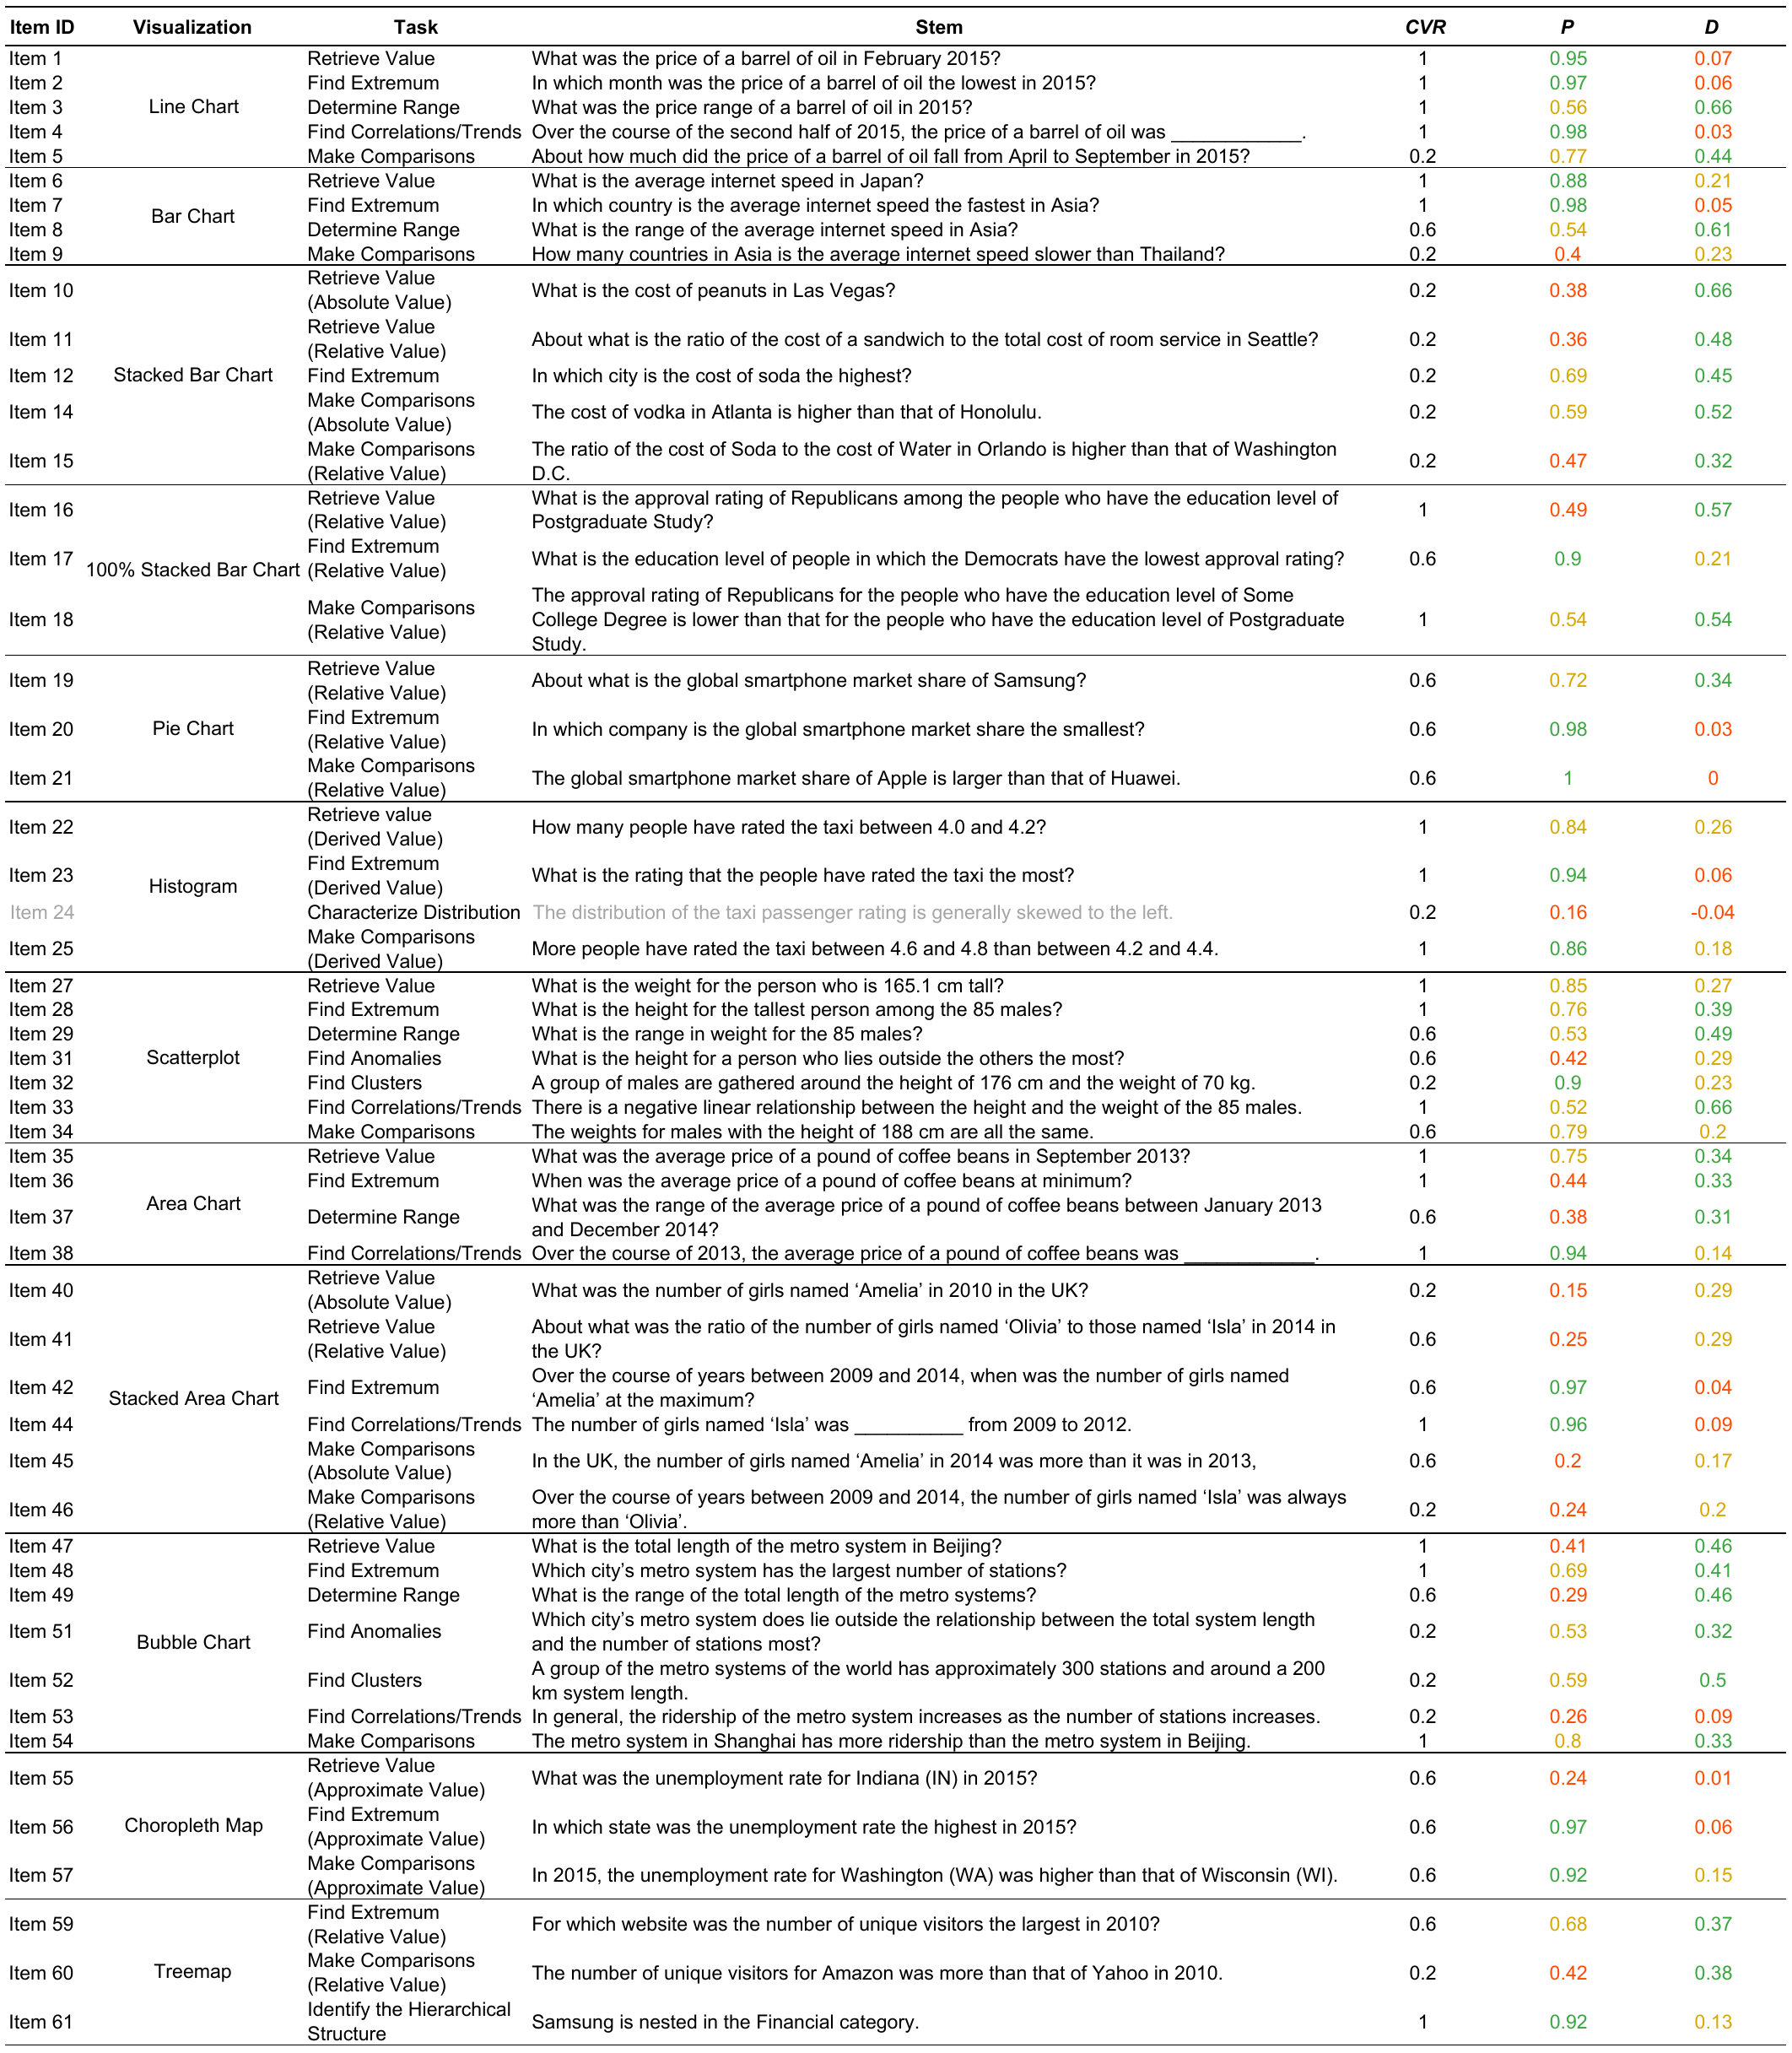 Item ID Visualization Task Stem CVR P D
Item 1 Retrieve Value What was the price of a barrel of oil in February 2015? 1 0.95 0.07
Item 2 Find Extremum In which month was the price of a barrel of oil the lowest in 2015? 1 0.97 0.06
Item 3 Line Chart Determine Range What was the price range of a barrel of oil in 2015? 1 0.56 0.66
Item 4 Find Correlations/Trends Over the course of the second half of 2015, the price of a barrel of oil was ____________. 1 0.98 0.03
Item 5 Make Comparisons About how much did the price of a barrel of oil fall from April to September in 2015? 0.2 0.77 0.44
Item 6 Retrieve Value What is the average internet speed in Japan? 1 0.88 0.21
Item 7 Bar Chart Find Extremum In which country is the average internet speed the fastest in Asia? 1 0.98 0.05
Item 8 Determine Range What is the range of the average internet speed in Asia? 0.6 0.54 0.61
Item 9 Make Comparisons How many countries in Asia is the average internet speed slower than Thailand? 0.2 0.4 0.23
Retrieve Value
Item 10 What is the cost of peanuts in Las Vegas? 0.2 0.38 0.66
(Absolute Value)
Retrieve Value
Item 11 About what is the ratio of the cost of a sandwich to the total cost of room service in Seattle? 0.2 0.36 0.48
(Relative Value)
Item 12 Stacked Bar Chart Find Extremum In which city is the cost of soda the highest? 0.2 0.69 0.45
Make Comparisons
Item 14 The cost of vodka in Atlanta is higher than that of Honolulu. 0.2 0.59 0.52
(Absolute Value)
Make Comparisons The ratio of the cost of Soda to the cost of Water in Orlando is higher than that of Washington
Item 15 0.2 0.47 0.32
(Relative Value) D.C.
Retrieve Value What is the approval rating of Republicans among the people who have the education level of
Item 16 1 0.49 0.57
(Relative Value) Postgraduate Study?
Find Extremum
Item 17 What is the education level of people in which the Democrats have the lowest approval rating? 0.6 0.9 0.21
100% Stacked Bar Chart (Relative Value)
The approval rating of Republicans for the people who have the education level of Some
Make Comparisons
Item 18 College Degree is lower than that for the people who have the education level of Postgraduate 1 0.54 0.54
(Relative Value)
Study.
Retrieve Value
Item 19 About what is the global smartphone market share of Samsung? 0.6 0.72 0.34
(Relative Value)
Find Extremum
Item 20 Pie Chart In which company is the global smartphone market share the smallest? 0.6 0.98 0.03
(Relative Value)
Make Comparisons
Item 21 The global smartphone market share of Apple is larger than that of Huawei. 0.6 1 0
(Relative Value)
Retrieve value
Item 22 How many people have rated the taxi between 4.0 and 4.2? 1 0.84 0.26
(Derived Value)
Find Extremum
Item 23 What is the rating that the people have rated the taxi the most? 1 0.94 0.06
Histogram (Derived Value)
Item 24 Characterize Distribution The distribution of the taxi passenger rating is generally skewed to the left. 0.2 0.16 -0.04
Make Comparisons
Item 25 More people have rated the taxi between 4.6 and 4.8 than between 4.2 and 4.4. 1 0.86 0.18
(Derived Value)
Item 27 Retrieve Value What is the weight for the person who is 165.1 cm tall? 1 0.85 0.27
Item 28 Find Extremum What is the height for the tallest person among the 85 males? 1 0.76 0.39
Item 29 Determine Range What is the range in weight for the 85 males? 0.6 0.53 0.49
Item 31 Scatterplot Find Anomalies What is the height for a person who lies outside the others the most? 0.6 0.42 0.29
Item 32 Find Clusters A group of males are gathered around the height of 176 cm and the weight of 70 kg. 0.2 0.9 0.23
Item 33 Find Correlations/Trends There is a negative linear relationship between the height and the weight of the 85 males. 1 0.52 0.66
Item 34 Make Comparisons The weights for males with the height of 188 cm are all the same. 0.6 0.79 0.2
Item 35 Retrieve Value What was the average price of a pound of coffee beans in September 2013? 1 0.75 0.34
Item 36 Find Extremum When was the average price of a pound of coffee beans at minimum? 1 0.44 0.33
Area Chart What was the range of the average price of a pound of coffee beans between January 2013
Item 37 Determine Range 0.6 0.38 0.31
and December 2014?
Item 38 Find Correlations/Trends Over the course of 2013, the average price of a pound of coffee beans was ____________. 1 0.94 0.14
Retrieve Value
Item 40 What was the number of girls named ‘Amelia’ in 2010 in the UK? 0.2 0.15 0.29
(Absolute Value)
Retrieve Value About what was the ratio of the number of girls named ‘Olivia’ to those named ‘Isla’ in 2014 in
Item 41 0.6 0.25 0.29
(Relative Value) the UK?
Over the course of years between 2009 and 2014, when was the number of girls named
Item 42 Stacked Area Chart Find Extremum 0.6 0.97 0.04
‘Amelia’ at the maximum?
Item 44 Find Correlations/Trends The number of girls named ‘Isla’ was __________ from 2009 to 2012. 1 0.96 0.09
Make Comparisons
Item 45 In the UK, the number of girls named ‘Amelia’ in 2014 was more than it was in 2013, 0.6 0.2 0.17
(Absolute Value)
Make Comparisons Over the course of years between 2009 and 2014, the number of girls named ‘Isla’ was always
Item 46 0.2 0.24 0.2
(Relative Value) more than ‘Olivia’.
Item 47 Retrieve Value What is the total length of the metro system in Beijing? 1 0.41 0.46
Item 48 Find Extremum Which city’s metro system has the largest number of stations? 1 0.69 0.41
Item 49 Determine Range What is the range of the total length of the metro systems? 0.6 0.29 0.46
Which city’s metro system does lie outside the relationship between the total system length
Item 51 Bubble Chart Find Anomalies 0.2 0.53 0.32
and the number of stations most?
A group of the metro systems of the world has approximately 300 stations and around a 200
Item 52 Find Clusters 0.2 0.59 0.5
km system length.
Item 53 Find Correlations/Trends In general, the ridership of the metro system increases as the number of stations increases. 0.2 0.26 0.09
Item 54 Make Comparisons The metro system in Shanghai has more ridership than the metro system in Beijing. 1 0.8 0.33
Retrieve Value
Item 55 What was the unemployment rate for Indiana (IN) in 2015? 0.6 0.24 0.01
(Approximate Value)
Find Extremum
Item 56 Choropleth Map In which state was the unemployment rate the highest in 2015? 0.6 0.97 0.06
(Approximate Value)
Make Comparisons
Item 57 In 2015, the unemployment rate for Washington (WA) was higher than that of Wisconsin (WI). 0.6 0.92 0.15
(Approximate Value)
Find Extremum
Item 59 For which website was the number of unique visitors the largest in 2010? 0.6 0.68 0.37
(Relative Value)
Make Comparisons
Item 60 Treemap The number of unique visitors for Amazon was more than that of Yahoo in 2010. 0.2 0.42 0.38
(Relative Value)
Identify the Hierarchical
Item 61 Samsung is nested in the Financial category. 1 0.92 0.13
Structure